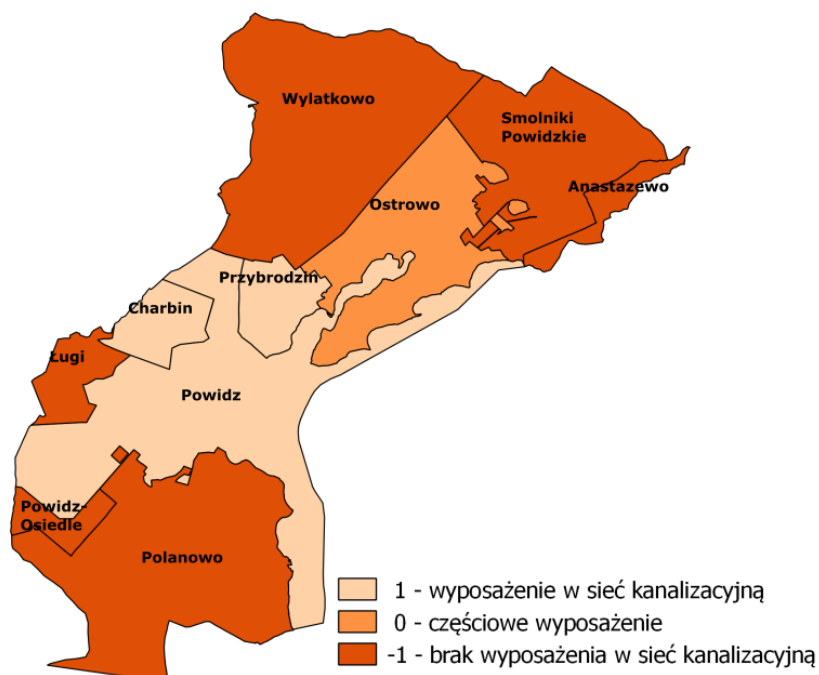 Wylatkowo
Smolniki
Powidzkie
Anastazewo
Ostrowo
Przybrodzin
Charbin
Ługi
Powidz
Powidz-
Osiedle
Polanowo
1 - wyposażenie w sieć kanalizacyjną
0 - częściowe wyposażenie
-1 - brak wyposażenia w sieć kanalizacyjną